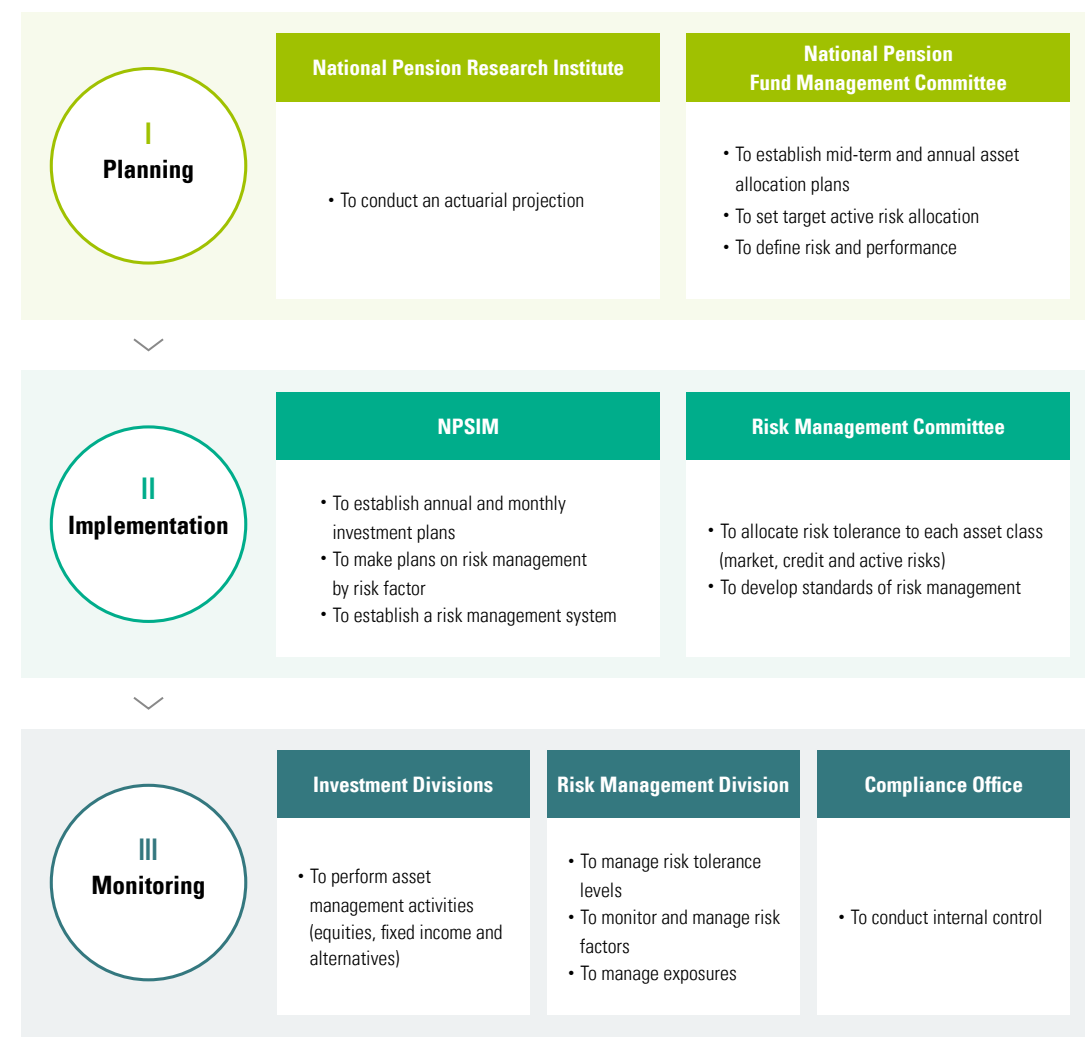 I
Planning
National Pension Research Institute
• To conduct an actuarial projection
National Pension
Fund Management Committee
• To establish mid-term and annual asset
allocation plans
• To set target active risk allocation
• To define risk and performance
II
Implementation
NPSIM
• To establish annual and monthly
investment plans
• To make plans on risk management
by risk factor
• To establish a risk management system
Risk Management Committee
• To allocate risk tolerance to each asset class
(market, credit and active risks)
• To develop standards of risk management
III
Monitoring
Investment Divisions
• To perform asset
management activities
(equities, fixed income and
alternatives)
Risk Management Division
• To manage risk tolerance
levels
• To monitor and manage risk
factors
• To manage exposures
Compliance Office
• To conduct internal control